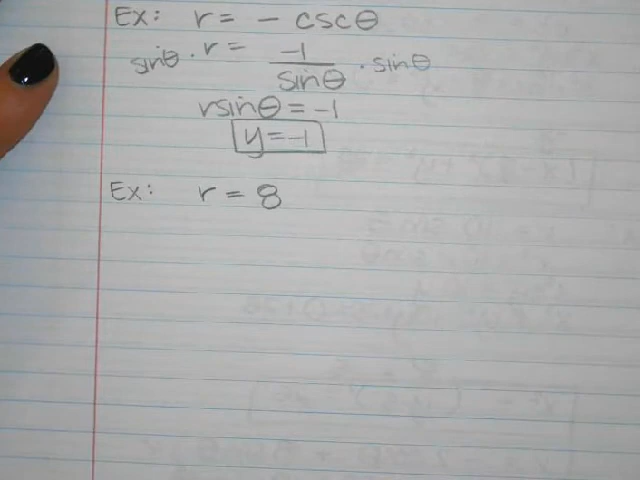 Ex: r = - cscθ
sinθ · r = -1/sinθ · sinθ
rsinθ = -1
y = -1
Ex: r = 8